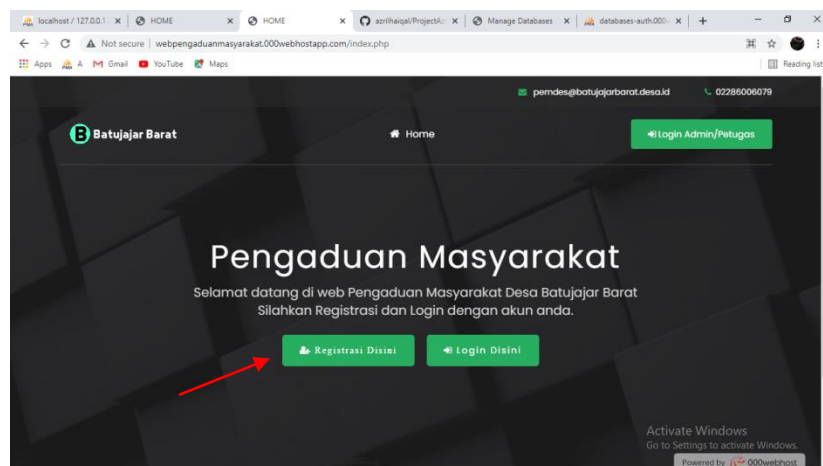 localhost / 127.0.0.1
HOME
HOME
azrilhaiqal/ProjectA
Manage Databases
databases-auth.000
Not secure | webpengaduanmasyarakat.000webhostapp.com/index.php
Apps A Gmail YouTube Maps Reading list
pemdes@batujajarbarat.desa.id 02286006079
B Batujajar Barat Home Login Admin/Petugas
Pengaduan Masyarakat
Selamat datang di web Pengaduan Masyarakat Desa Batujajar Barat
Silahkan Registrasi dan Login dengan akun anda.
Registrasi Disini Login Disini
Activate Windows
Go to Settings to activate Windows.
Powered by 000webhost